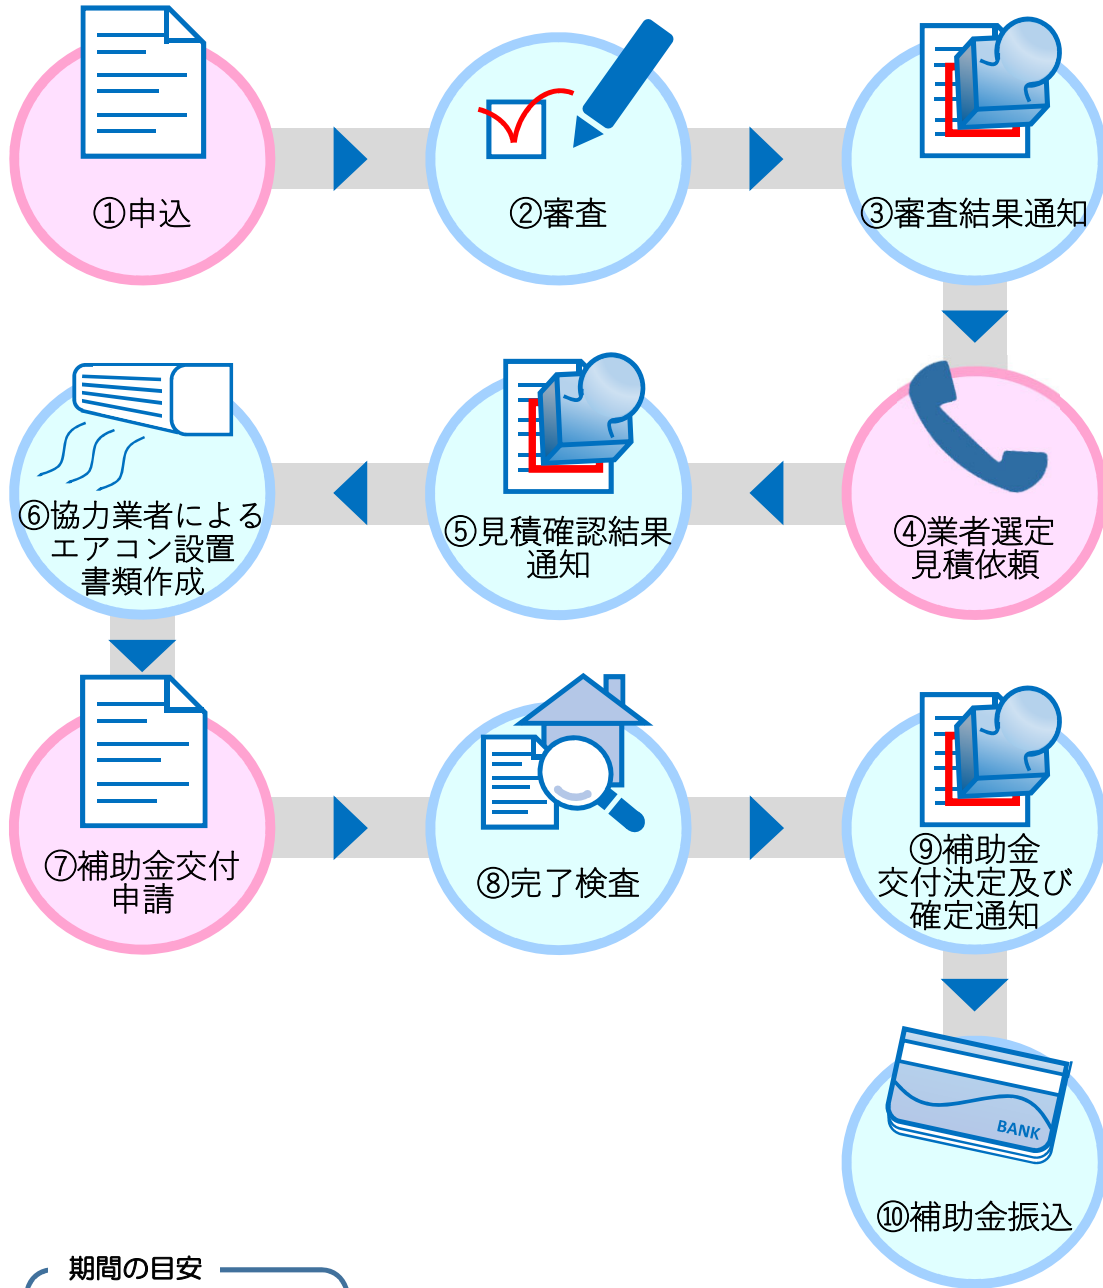 ①申込
②審査
③審査結果通知
④業者選定
見積依頼
⑤見積確認結果
通知
⑥協力業者による
エアコン設置
書類作成
⑦補助金交付
申請
⑧完了検査
⑨補助金
交付決定及び
確定通知
BANK
⑩補助金振込
期間の目安